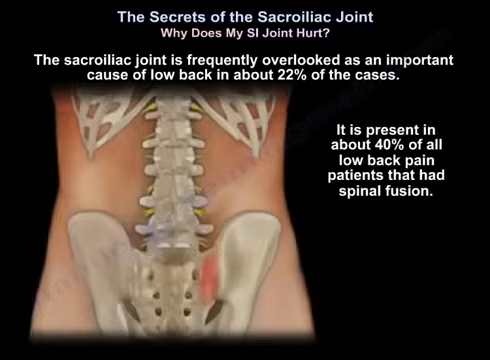 The Secrets of the Sacroiliac Joint
Why Does My SI Joint Hurt?
The sacroiliac joint is frequently overlooked as an important
cause of low back in about 22% of the cases.
It is present in
about 40% of all
low back pain
patients that had
spinal fusion.